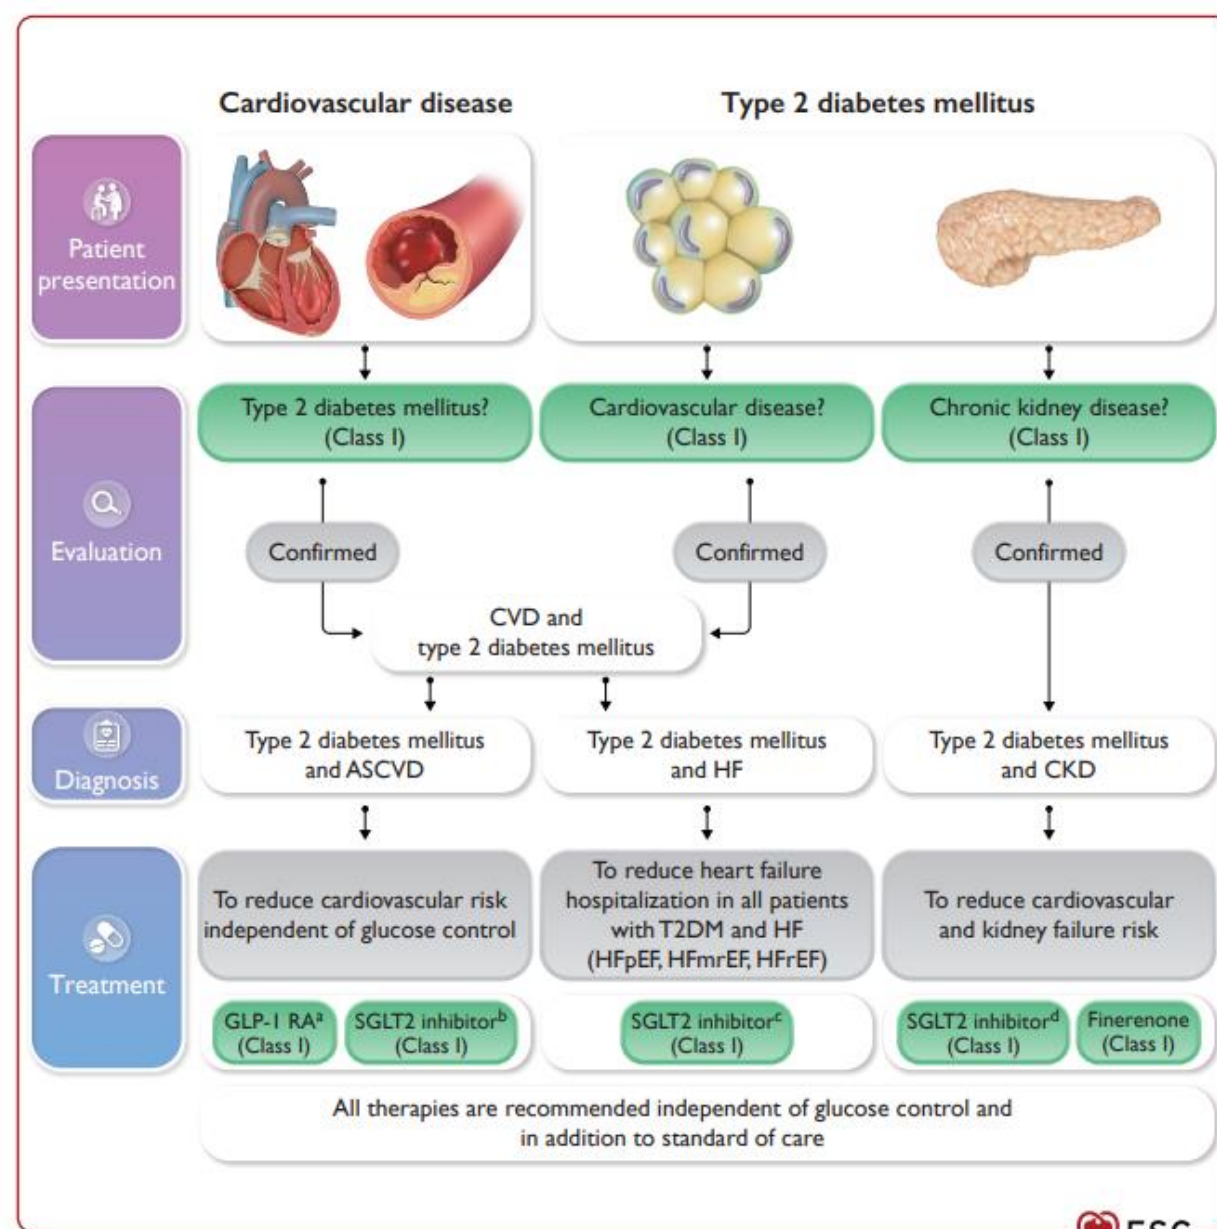 Cardiovascular disease
Type 2 diabetes mellitus
Patient
presentation
Evaluation
Type 2 diabetes mellitus?
(Class I)
Cardiovascular disease?
(Class I)
Chronic kidney disease?
(Class I)
Confirmed
Confirmed
Confirmed
CVD and
type 2 diabetes mellitus
Diagnosis
Type 2 diabetes mellitus
and ASCVD
Type 2 diabetes mellitus
and HF
Type 2 diabetes mellitus
and CKD
Treatment
To reduce cardiovascular risk
independent of glucose control
To reduce heart failure
hospitalization in all patients
with T2DM and HF
(HFpEF, HFmrEF, HFrEF)
To reduce cardiovascular
and kidney failure risk
GLP-1 RAᵃ
(Class I)
SGLT2 inhibitorᵇ
(Class I)
SGLT2 inhibitorᶜ
(Class I)
SGLT2 inhibitorᵈ
(Class I)
Finerenone
(Class I)
All therapies are recommended independent of glucose control and
in addition to standard of care
ESC